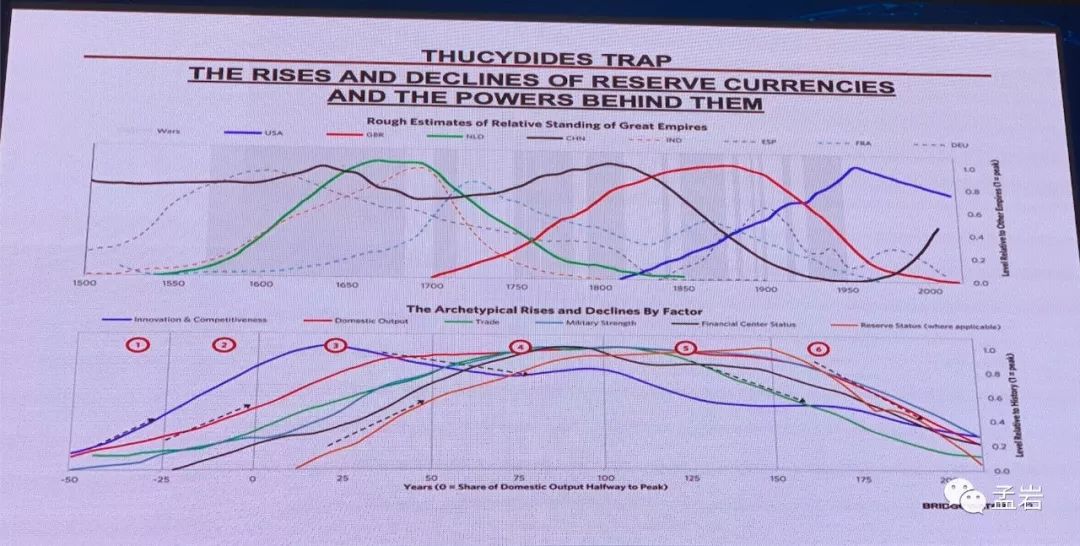 THUCYDIDES TRAP
THE RISES AND DECLINES OF RESERVE CURRENCIES
AND THE POWERS BEHIND THEM
Rough Estimates of Relative Standing of Great Empires
Wars USA GBR NLD CHN IND ESP FRA DEU
1.0
0.8
0.6
0.4
0.2
0.0
Level Relative to Other Empires (1 = peak)
1500 1550 1600 1650 1700 1750 1800 1850 1900 1950 2000
The Archetypical Rises and Declines By Factor
Innovation & Competitiveness Domestic Output Trade Military Strength Financial Center Status Reserve Status (where applicable)
1 2 3 4 5 6
1.0
0.8
0.6
0.4
0.2
0.0
Level Relative to History (1 = peak)
-50 -25 0 25 50 75 100 125 150 175
Years (0 = Share of Domestic Output Halfway to Peak)
孟岩